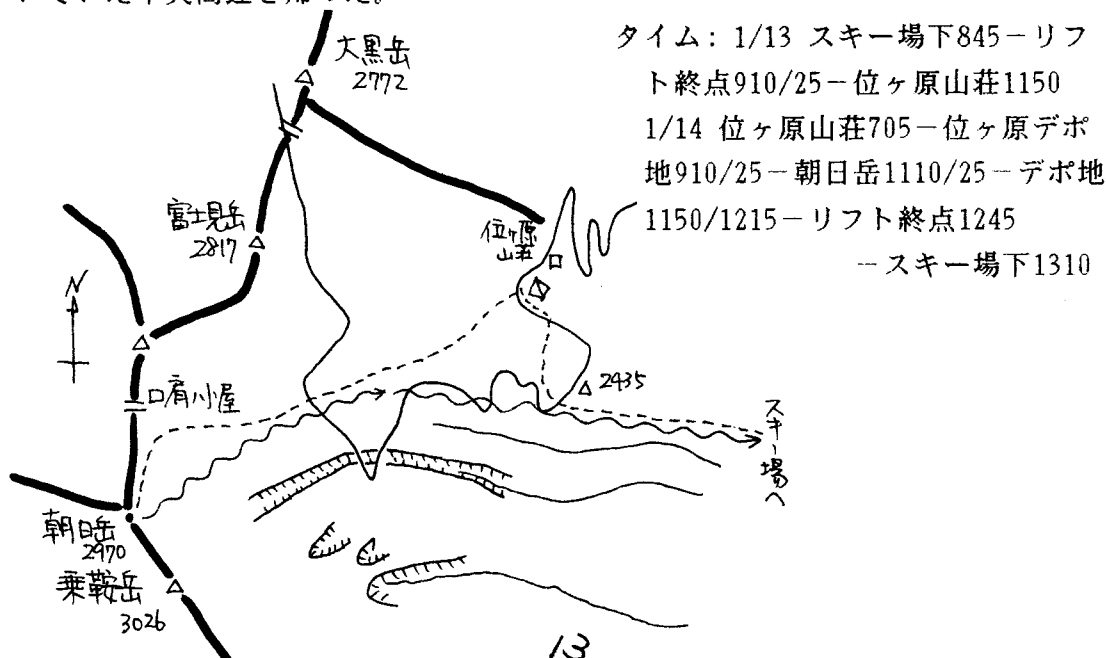 タイム: 1/13 スキー場下845－リフ
ト終点910/25－位ヶ原山荘1150
1/14 位ヶ原山荘705－位ヶ原デポ
地910/25－朝日岳1110/25－デポ地
1150/1215－リフト終点1245
－スキー場下1310
大黒岳
2772
富士見岳
2817
位ヶ原
山荘
N
2435
肩ノ小屋
スキー場へ
朝日岳
2970
乗鞍岳
3026
13